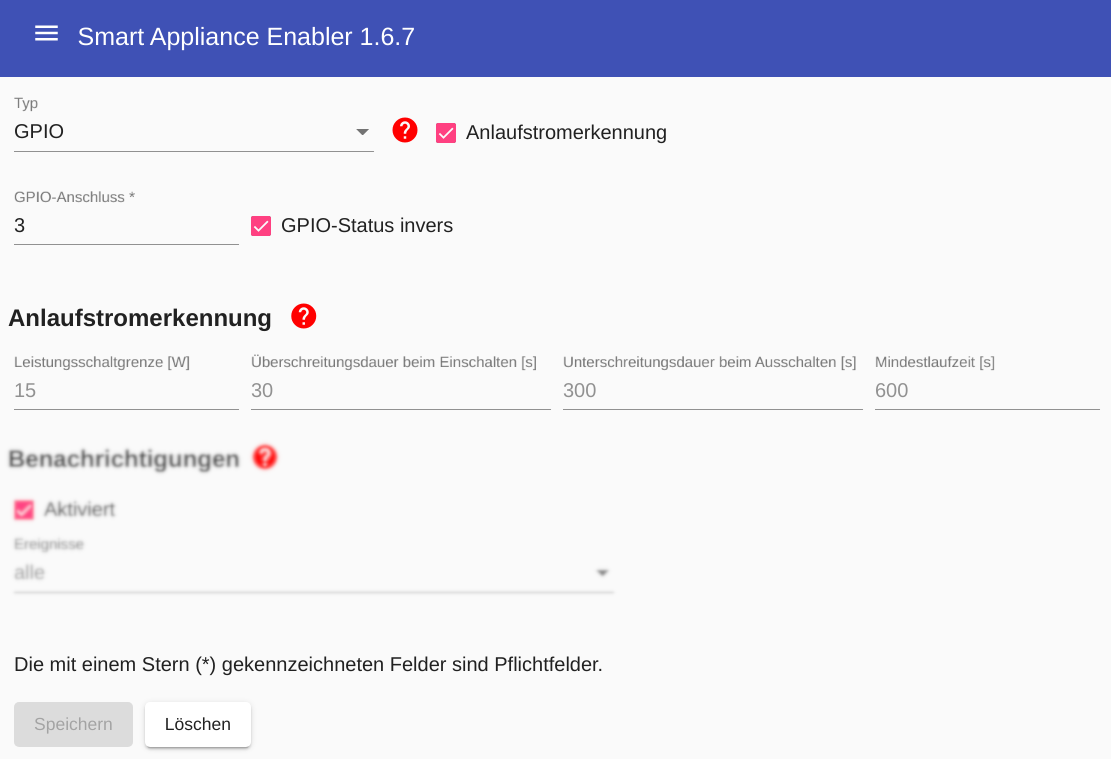 Smart Appliance Enabler 1.6.7
Typ
GPIO ? Anlaufstromerkennung
GPIO-Anschluss *
3 GPIO-Status invers
Anlaufstromerkennung ?
Leistungsschaltgrenze [W] Überschreitungsdauer beim Einschalten [s] Unterschreitungsdauer beim Ausschalten [s] Mindestlaufzeit [s]
15 30 300 600
Benachrichtigungen ?
Aktiviert
Ereignisse
alle
Die mit einem Stern (*) gekennzeichneten Felder sind Pflichtfelder.
Speichern Löschen